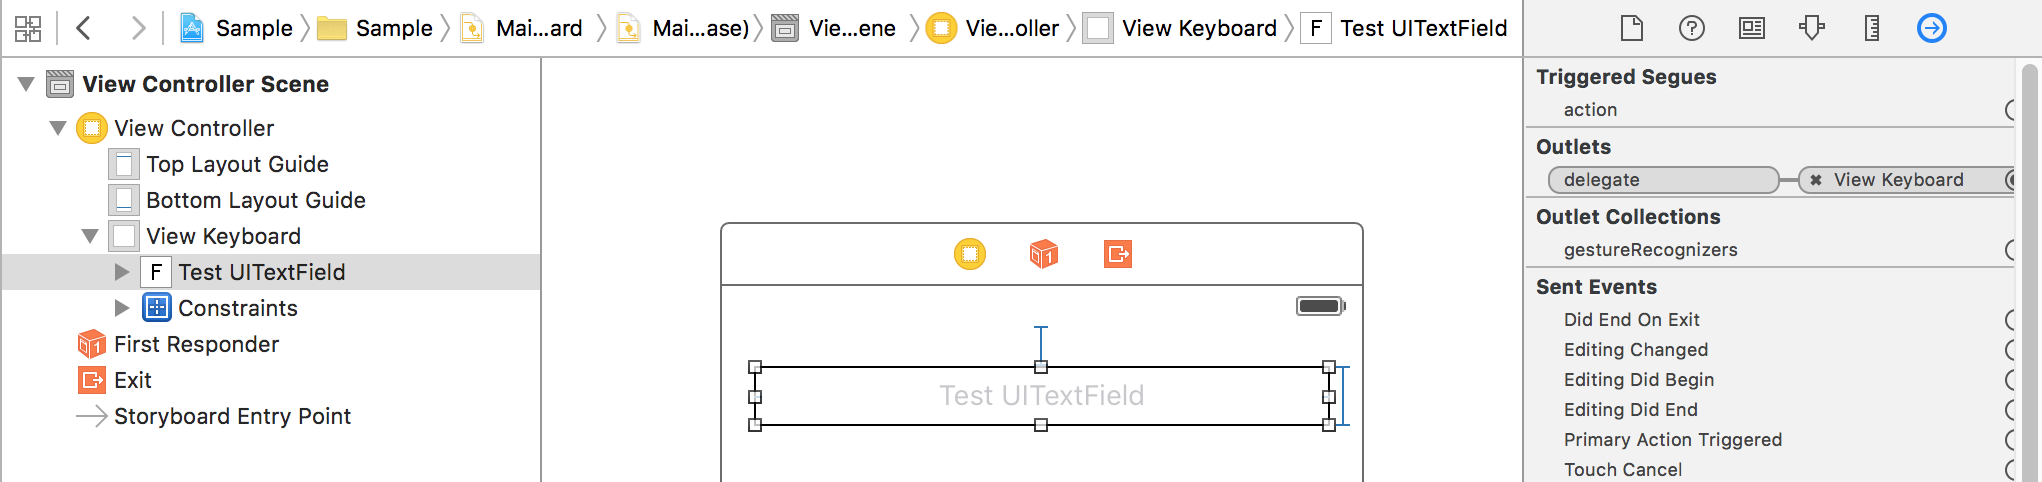 Sample Sample Mai...ard Mai...ase) Vie...ene Vie...oller View Keyboard F Test UITextField
View Controller Scene
View Controller
Top Layout Guide
Bottom Layout Guide
View Keyboard
F Test UITextField
Constraints
1 First Responder
Exit
Storyboard Entry Point
1
Test UITextField
Triggered Segues
action
Outlets
delegate View Keyboard
Outlet Collections
gestureRecognizers
Sent Events
Did End On Exit
Editing Changed
Editing Did Begin
Editing Did End
Primary Action Triggered
Touch Cancel